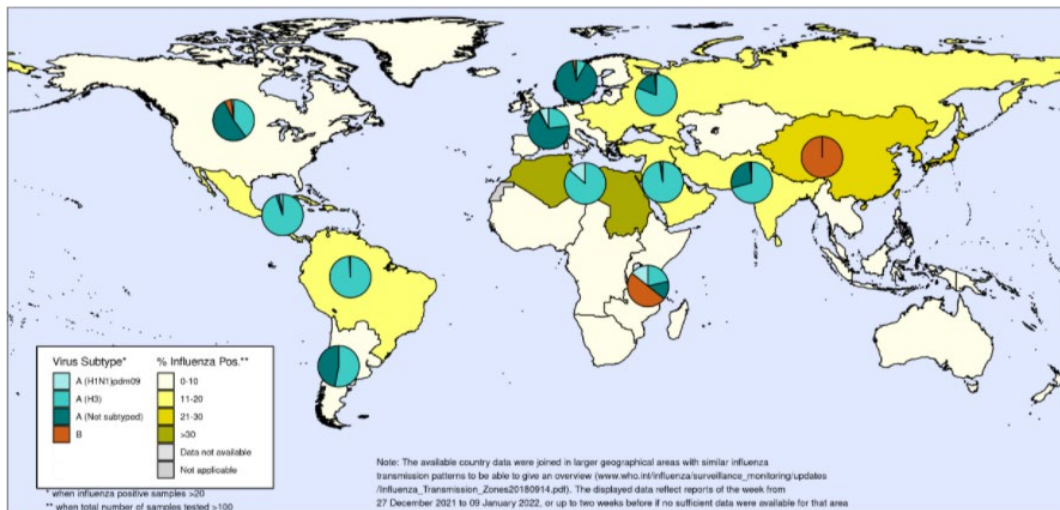 Virus Subtype*
A (H1N1)pdm09
A (H3)
A (Not subtyped)
B
% Influenza Pos.**
0-10
11-20
21-30
>30
Data not available
Not applicable
* when influenza positive samples >20
** when total number of samples tested >100
Note: The available country data were joined in larger geographical areas with similar influenza
transmission patterns to be able to give an overview (www.who.int/influenza/surveillance_monitoring/updates
/Influenza_Transmission_Zones20180914.pdf). The displayed data reflect reports of the week from
27 December 2021 to 09 January 2022, or up to two weeks before if no sufficient data were available for that area